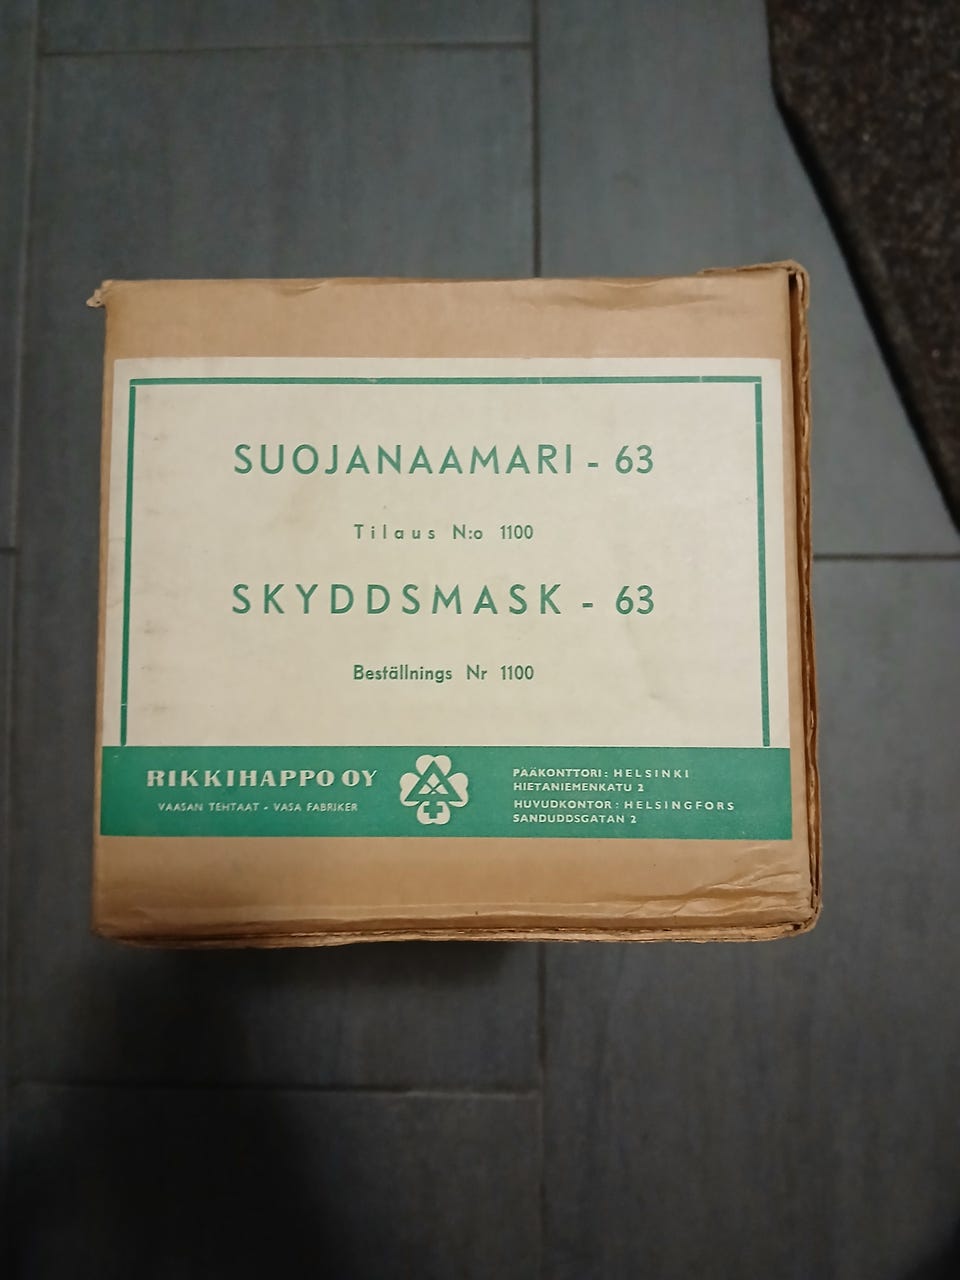 SUOJANAAMARI - 63
Tilaus N:o 1100
SKYDDSMASK - 63
Beställnings Nr 1100
RIKKIHAPPO OY
VAASAN TEHTAAT - VASA FABRIKER
PÄÄKONTTORI: HELSINKI
HIETANIEMENKATU 2
HUVUDKONTOR: HELSINGFORS
SANDUDDSGATAN 2